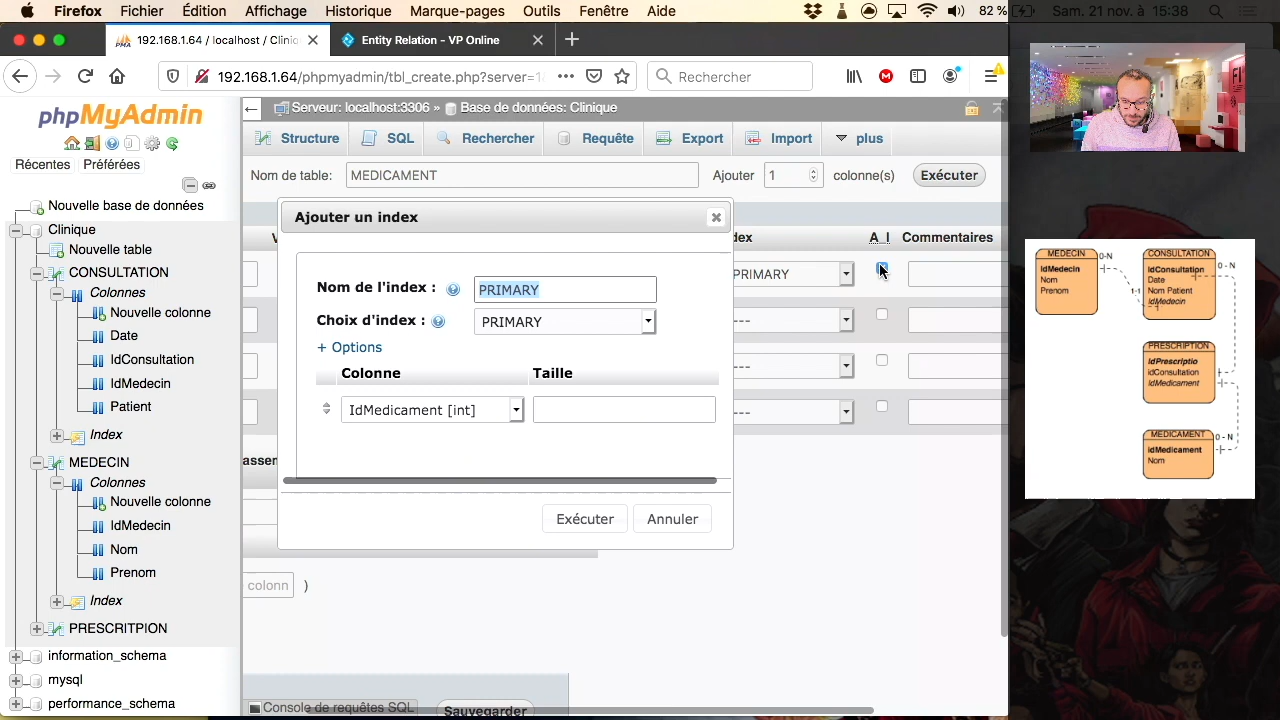 Firefox Fichier Édition Affichage Historique Marque-pages Outils Fenêtre Aide 82 % Sam. 21 nov. à 15:38
192.168.1.64 / localhost / Clini
Entity Relation - VP Online
192.168.1.64/phpmyadmin/tbl_create.php?server=1
Rechercher
phpMyAdmin
Récentes Préférées
Nouvelle base de données
Clinique
Nouvelle table
CONSULTATION
Colonnes
Nouvelle colonne
Date
IdConsultation
IdMedecin
Patient
Index
MEDECIN
Colonnes
Nouvelle colonne
IdMedecin
Nom
Prenom
Index
PRESCRITPION
information_schema
mysql
performance_schema
Serveur: localhost:3306 » Base de données: Clinique
Structure SQL Rechercher Requête Export Import plus
Nom de table: MEDICAMENT Ajouter 1 colonne(s) Exécuter
dex A_I Commentaires
PRIMARY
---
---
---
assem
Ajouter un index
Nom de l'index : PRIMARY
Choix d'index : PRIMARY
+ Options
Colonne Taille
IdMedicament [int]
Exécuter Annuler
colonn )
Console de requêtes SQL
Sauvegarder
MEDECIN
IdMedecin
Nom
Prenom
0-N
1-1
CONSULTATION
IdConsultation
Date
Nom Patient
IdMedecin
0 - N
PRESCRIPTION
IdPrescriptio
idConsultation
IdMedicament
MEDICAMENT
idMedicament
Nom
0 - N